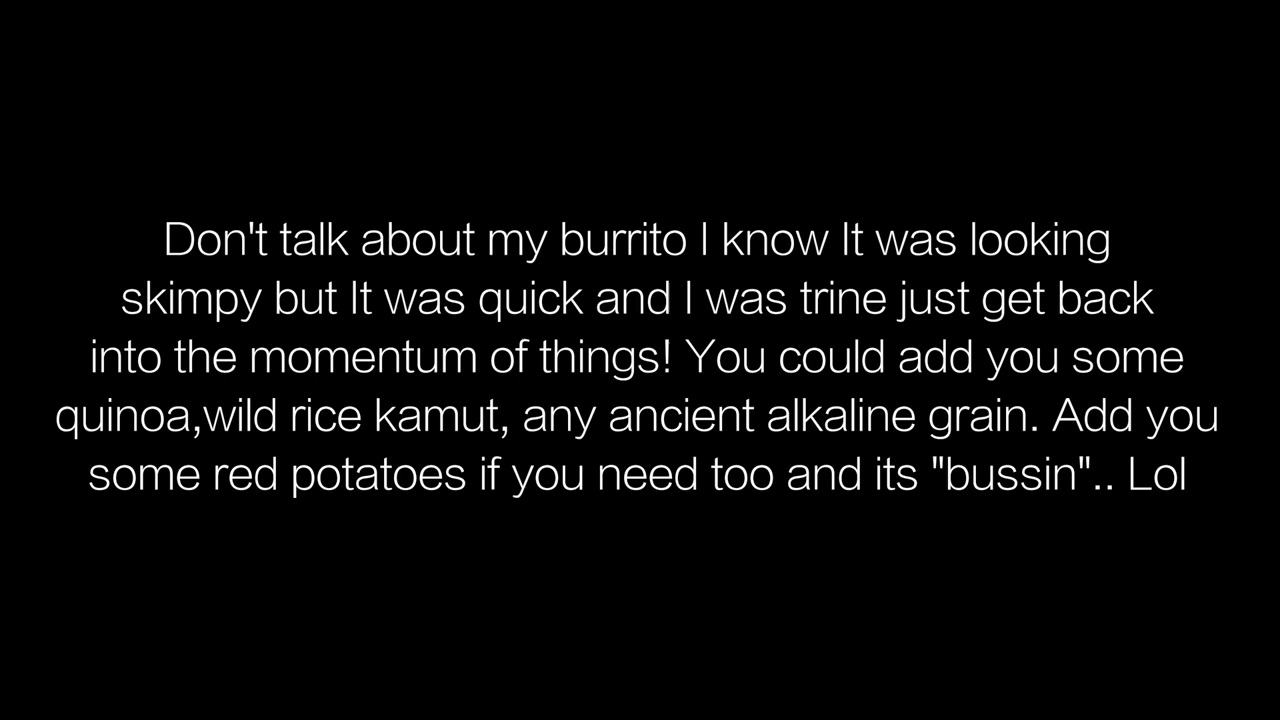 Don't talk about my burrito I know It was looking
skimpy but It was quick and I was trine just get back
into the momentum of things! You could add you some
quinoa,wild rice kamut, any ancient alkaline grain. Add you
some red potatoes if you need too and its "bussin".. Lol